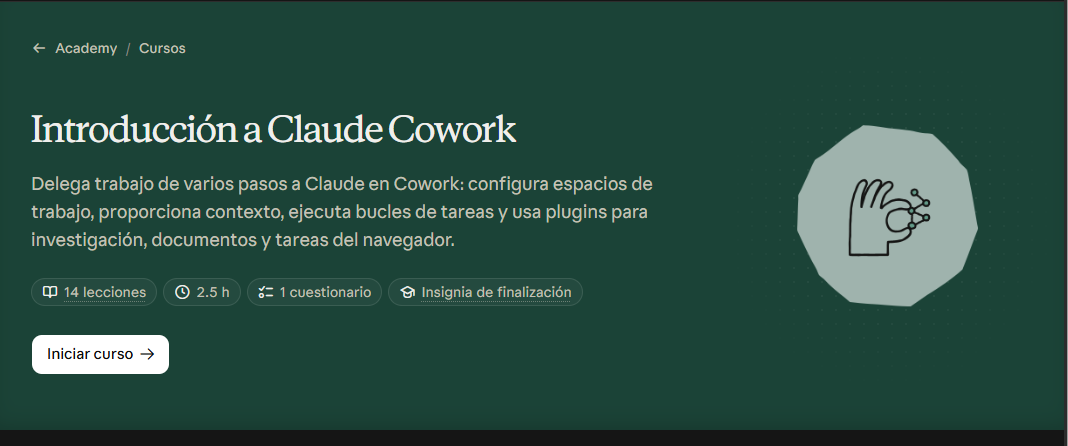 ← Academy / Cursos
Introducción a Claude Cowork
Delega trabajo de varios pasos a Claude en Cowork: configura espacios de
trabajo, proporciona contexto, ejecuta bucles de tareas y usa plugins para
investigación, documentos y tareas del navegador.
14 lecciones 2.5 h 1 cuestionario Insignia de finalización
Iniciar curso →